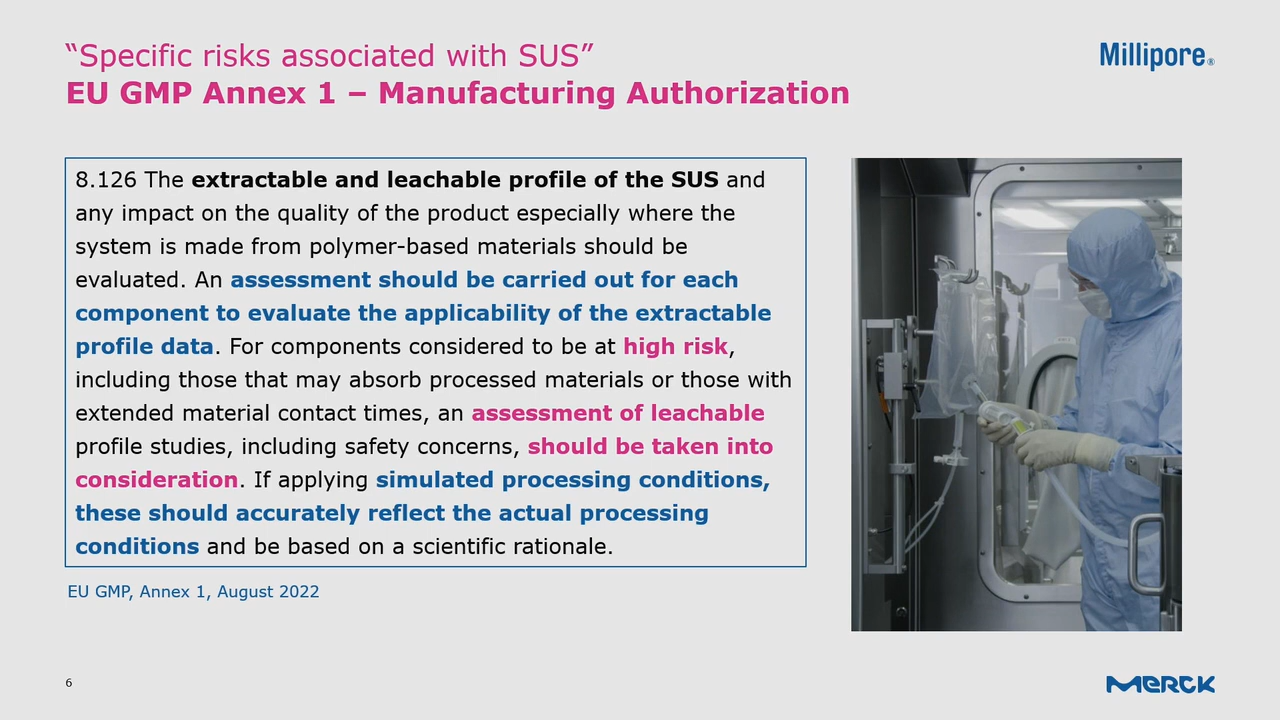 “Specific risks associated with SUS”
EU GMP Annex 1 – Manufacturing Authorization
Millipore®
8.126 The extractable and leachable profile of the SUS and
any impact on the quality of the product especially where the
system is made from polymer-based materials should be
evaluated. An assessment should be carried out for each
component to evaluate the applicability of the extractable
profile data. For components considered to be at high risk,
including those that may absorb processed materials or those with
extended material contact times, an assessment of leachable
profile studies, including safety concerns, should be taken into
consideration. If applying simulated processing conditions,
these should accurately reflect the actual processing
conditions and be based on a scientific rationale.
EU GMP, Annex 1, August 2022
6
MERCK